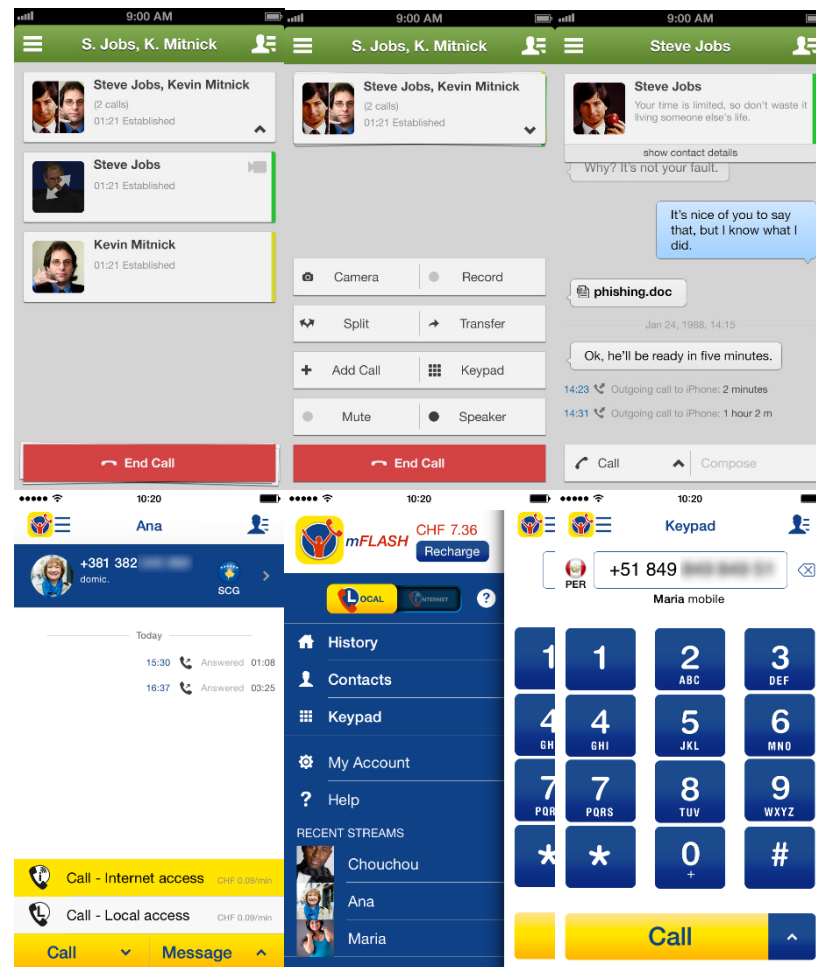 9:00 AM
S. Jobs, K. Mitnick
Steve Jobs, Kevin Mitnick
(2 calls)
01:21 Established
Steve Jobs
01:21 Established
Kevin Mitnick
01:21 Established
End Call
9:00 AM
S. Jobs, K. Mitnick
Steve Jobs, Kevin Mitnick
(2 calls)
01:21 Established
Camera
Record
Split
Transfer
Add Call
Keypad
Mute
Speaker
End Call
9:00 AM
Steve Jobs
Steve Jobs
Your time is limited, so don't waste it
living someone else's life.
show contact details
Why? It's not your fault.
It's nice of you to say
that, but I know what I
did.
phishing.doc
Jan 24, 1988, 14:15
Ok, he'll be ready in five minutes.
14:23 Outgoing call to iPhone: 2 minutes
14:31 Outgoing call to iPhone: 1 hour 2 m
Call
Compose
10:20
Ana
+381 382
domic.
SCG
Today
15:30 Answered 01:08
16:37 Answered 03:25
Call - Internet access CHF 0.09/min
Call - Local access CHF 0.09/min
Call
Message
10:20
mFLASH
CHF 7.36
Recharge
LOCAL
INTERNET
?
History
Contacts
Keypad
My Account
? Help
RECENT STREAMS
Chouchou
Ana
Maria
1
4
GH
7
PQR
*
10:20
Keypad
PER
+51 849
Maria mobile
1
2
ABC
3
DEF
4
GHI
5
JKL
6
MNO
7
PQRS
8
TUV
9
WXYZ
*
0
+
#
Call